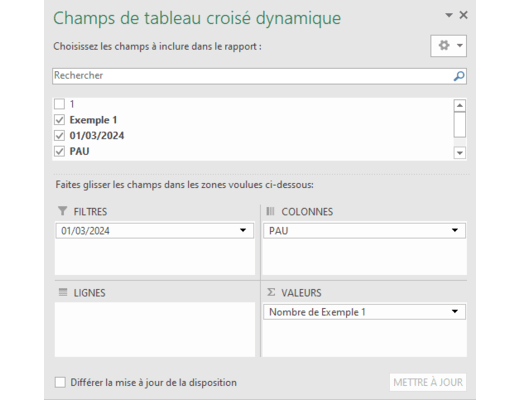 Champs de tableau croisé dynamique
Choisissez les champs à inclure dans le rapport :
Rechercher
1
Exemple 1
01/03/2024
PAU
Faites glisser les champs dans les zones voulues ci-dessous:
FILTRES
01/03/2024
COLONNES
PAU
LIGNES
Σ VALEURS
Nombre de Exemple 1
Différer la mise à jour de la disposition
METTRE À JOUR